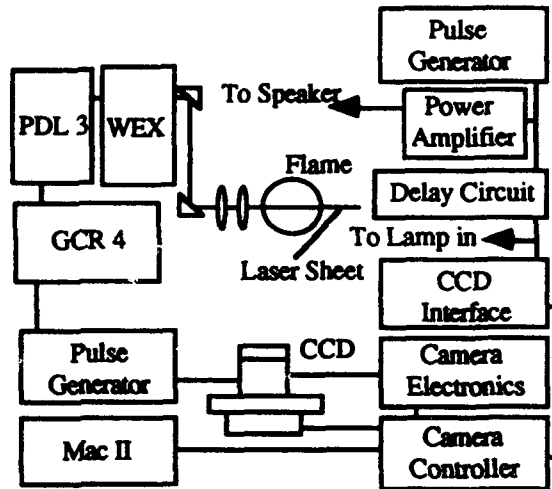 Pulse
Generator
To Speaker
Power
Amplifier
PDL 3
WEX
Flame
Delay Circuit
GCR 4
To Lamp in
Laser Sheet
CCD
Interface
Pulse
Generator
CCD
Camera
Electronics
Mac II
Camera
Controller